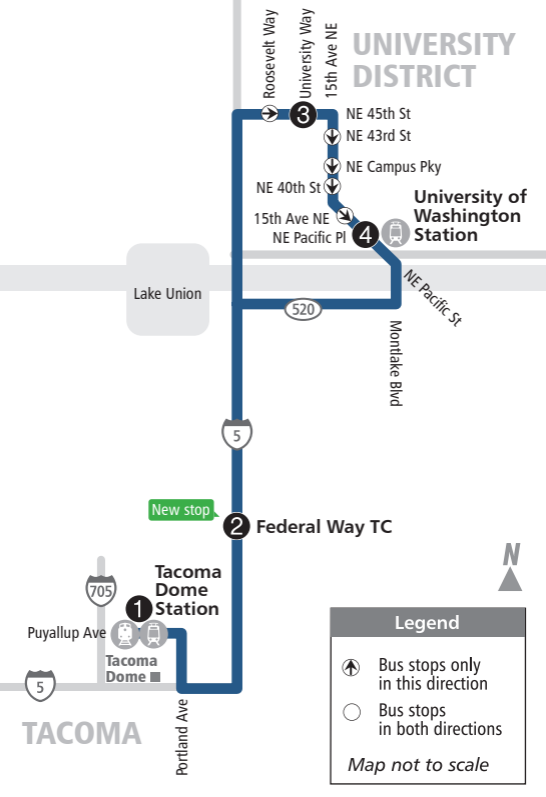 Roosevelt Way
University Way
15th Ave NE
UNIVERSITY
DISTRICT
3
NE 45th St
NE 43rd St
NE Campus Pky
NE 40th St
University of
Washington
Station
15th Ave NE
NE Pacific Pl
4
NE Pacific St
Lake Union
520
Montlake Blvd
5
New stop
2
Federal Way TC
N
Tacoma
Dome
Station
705
1
Puyallup Ave
Tacoma
Dome
5
Portland Ave
TACOMA
Legend
Bus stops only
in this direction
Bus stops
in both directions
Map not to scale